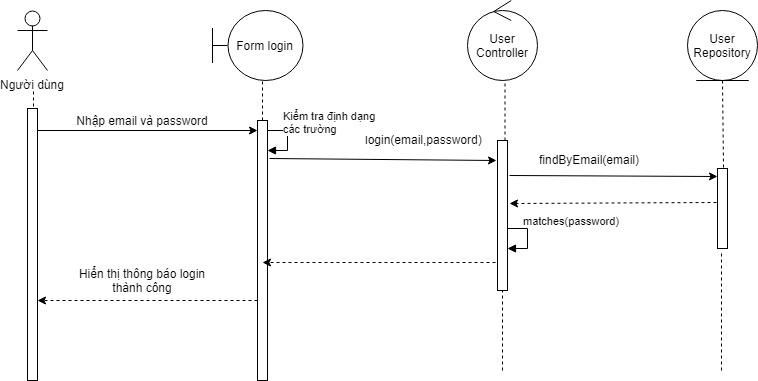 Form login
User
Controller
User
Repository
Người dùng
Kiểm tra định dạng
các trường
Nhập email và password
login(email,password)
findByEmail(email)
matches(password)
Hiển thị thông báo login
thành công